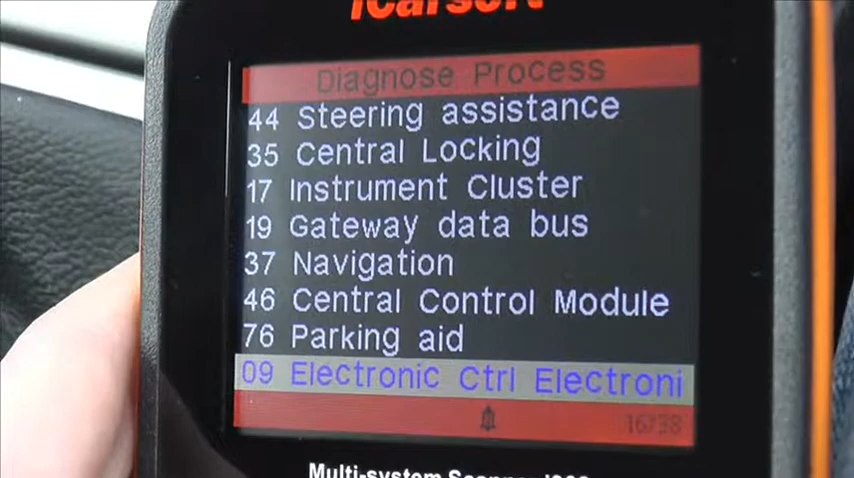 iCarsoft
Diagnose Process
44 Steering assistance
35 Central Locking
17 Instrument Cluster
19 Gateway data bus
37 Navigation
46 Central Control Module
76 Parking aid
09 Electronic Ctrl Electroni
16/38
Multi-system Scanner